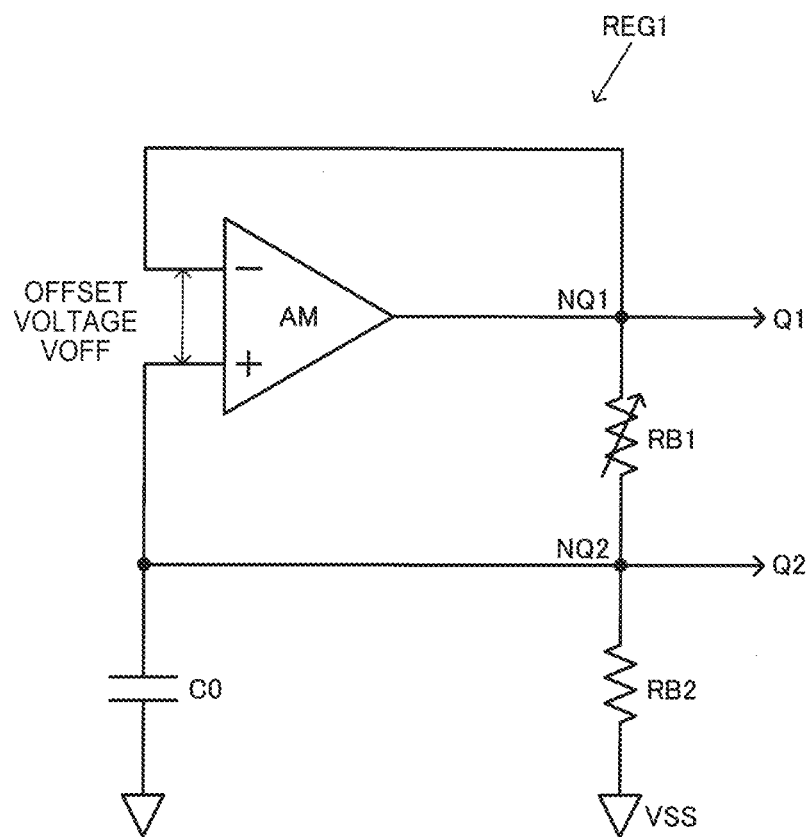 REG1
−
OFFSET
VOLTAGE
VOFF
AM
+
NQ1
Q1
RB1
NQ2
Q2
C0
RB2
VSS